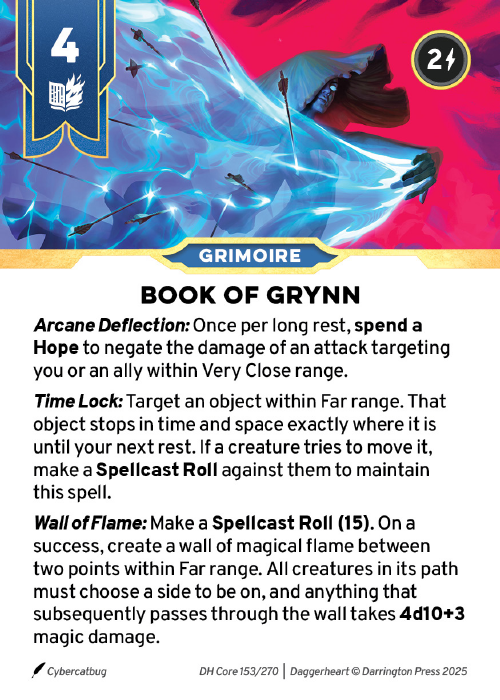 4
2
GRIMOIRE
BOOK OF GRYNN
Arcane Deflection: Once per long rest, spend a
Hope to negate the damage of an attack targeting
you or an ally within Very Close range.
Time Lock: Target an object within Far range. That
object stops in time and space exactly where it is
until your next rest. If a creature tries to move it,
make a Spellcast Roll against them to maintain
this spell.
Wall of Flame: Make a Spellcast Roll (15). On a
success, create a wall of magical flame between
two points within Far range. All creatures in its path
must choose a side to be on, and anything that
subsequently passes through the wall takes 4d10+3
magic damage.
Cybercatbug DH Core 153/270 | Daggerheart © Darrington Press 2025